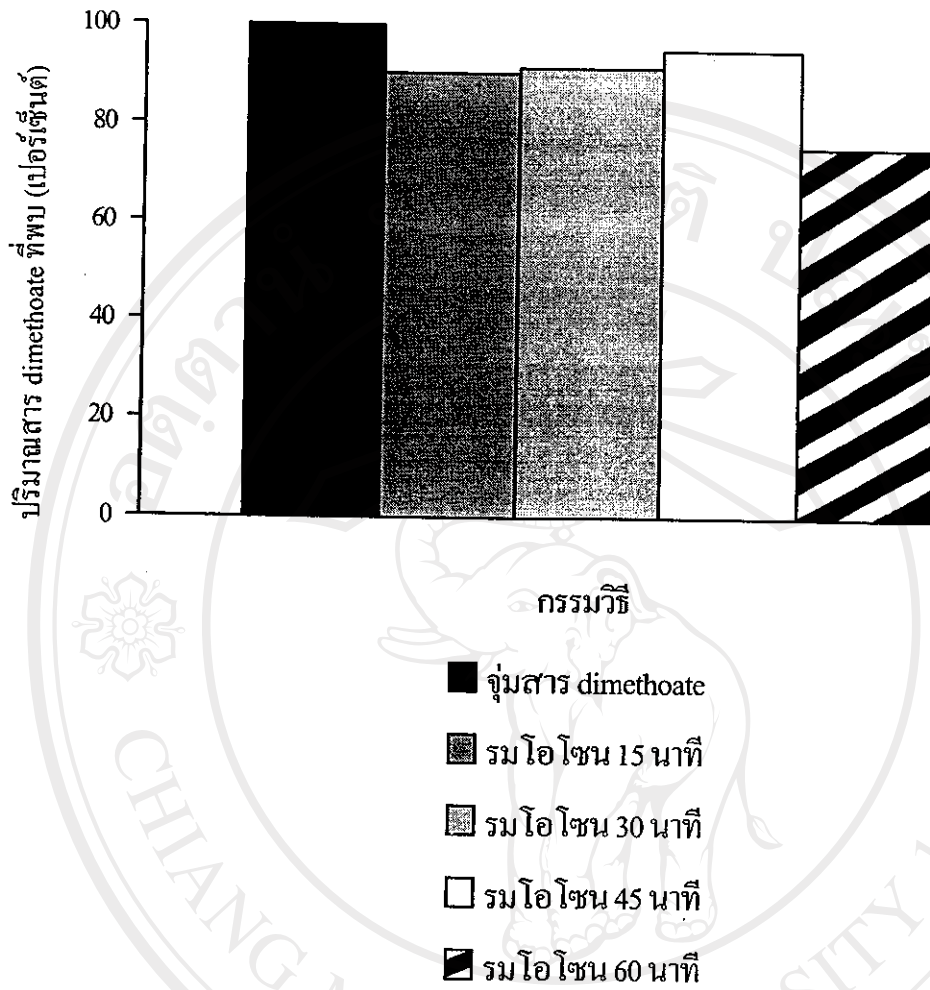 ปริมาณสาร dimethoate ที่พบ (เปอร์เซ็นต์)
100
80
60
40
20
0
กรรมวิธี
จุ่มสาร dimethoate
รมโอโซน 15 นาที
รมโอโซน 30 นาที
รมโอโซน 45 นาที
รมโอโซน 60 นาที
CHIANG